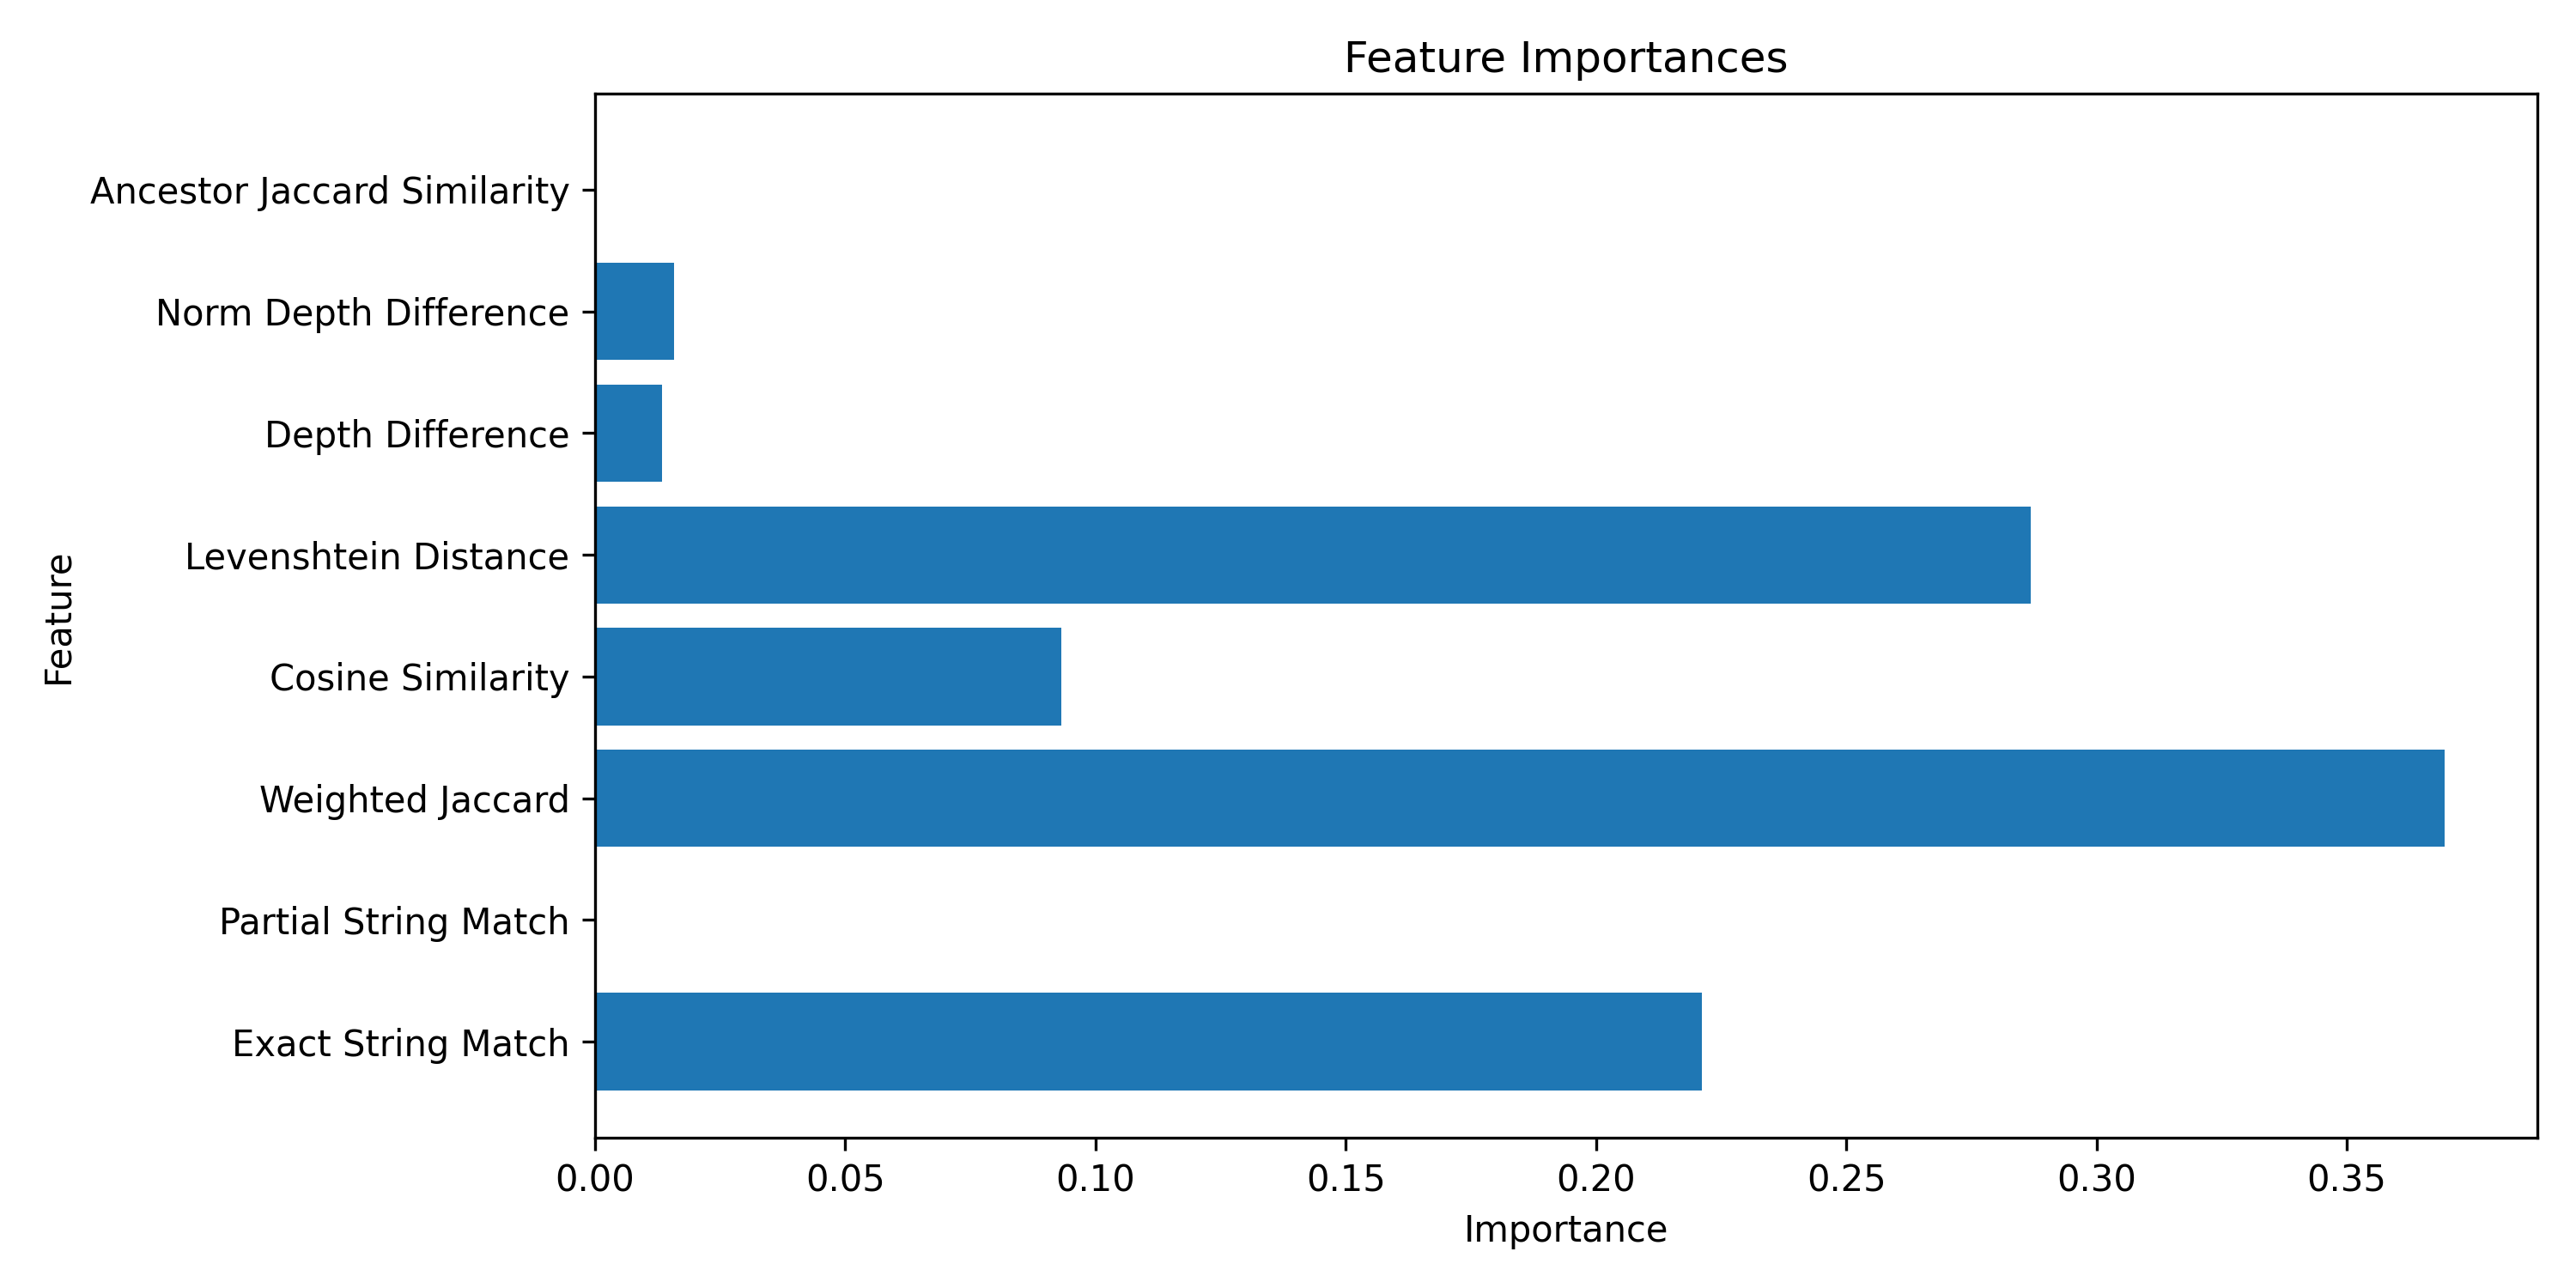 Feature Importances
Ancestor Jaccard Similarity
Norm Depth Difference
Depth Difference
Levenshtein Distance
Cosine Similarity
Weighted Jaccard
Partial String Match
Exact String Match
Feature
0.00 0.05 0.10 0.15 0.20 0.25 0.30 0.35
Importance